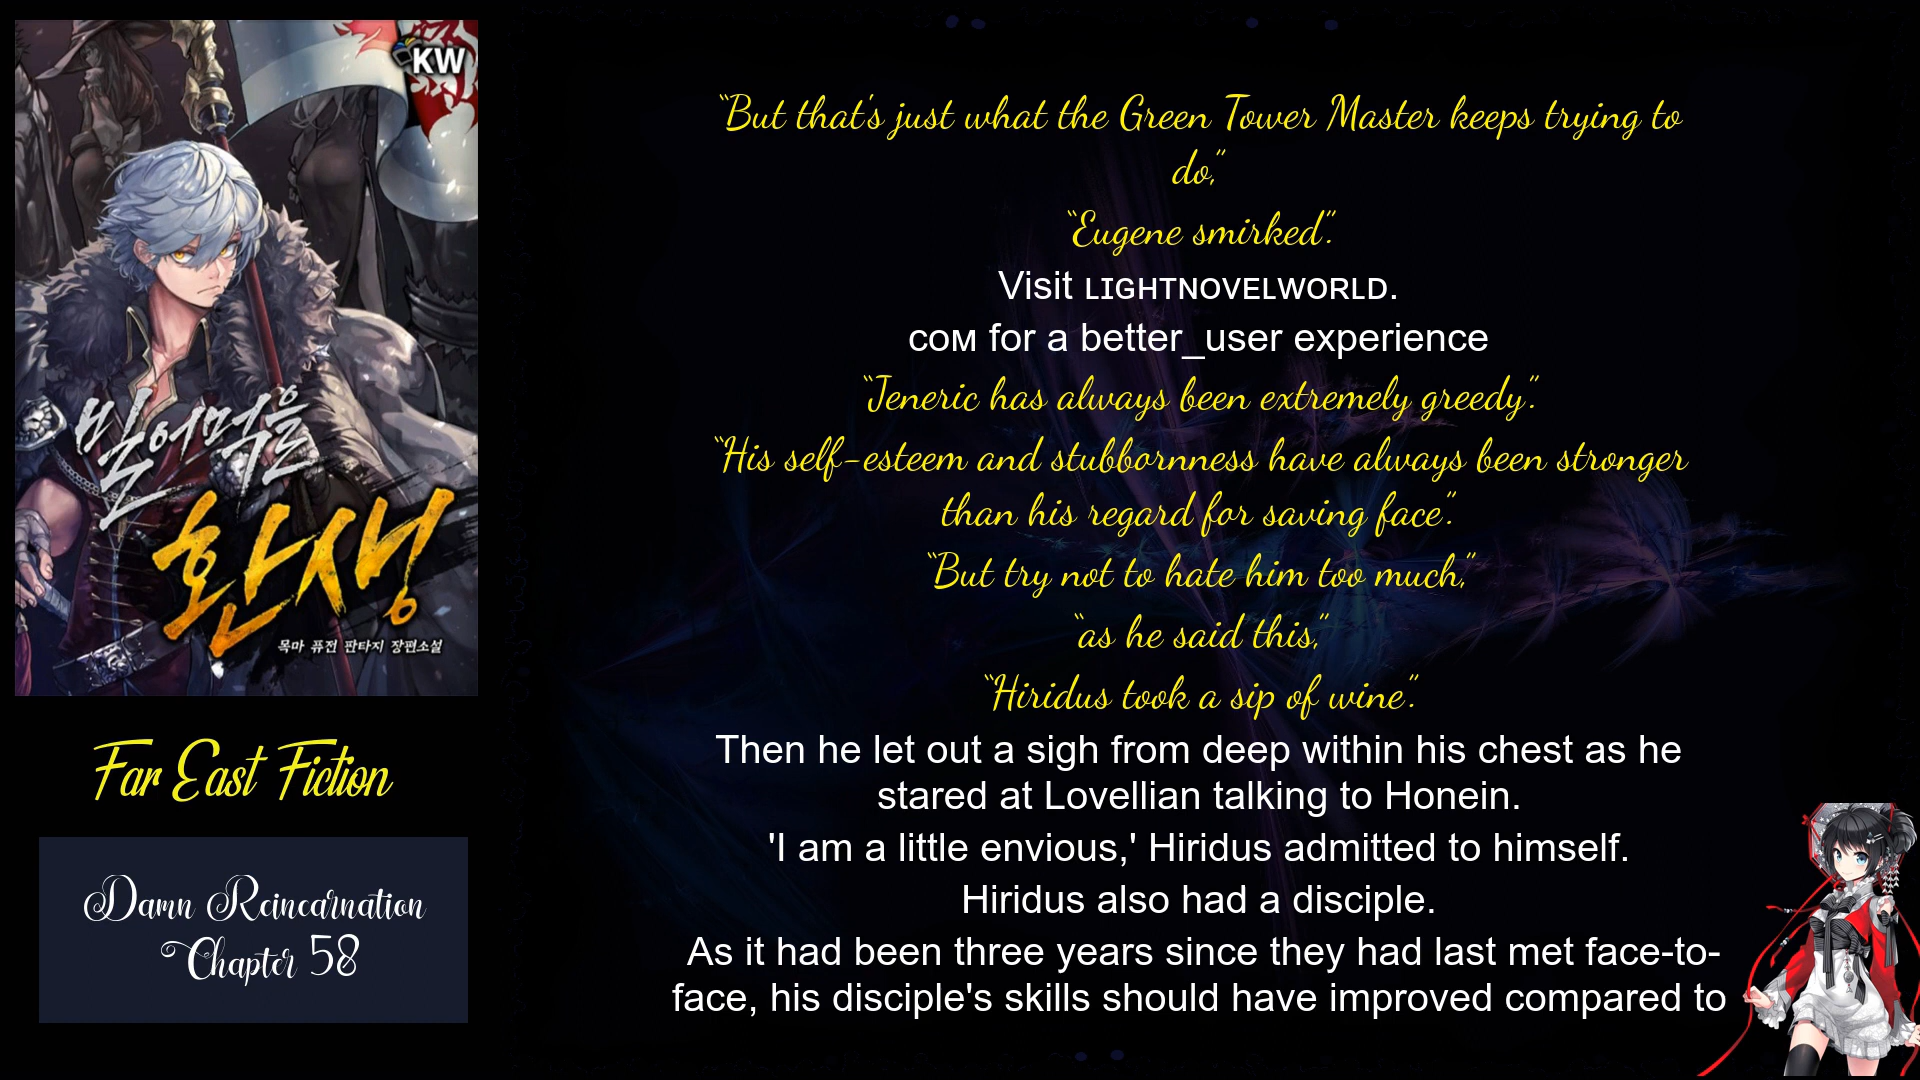 KW
빌어먹을
환생
목마 퓨전 판타지 장편소설
Far East Fiction
Damn Reincarnation
Chapter 58
“But that's just what the Green Tower Master keeps trying to
do,”
“Eugene smirked”.
Visit ʟɪɢʜᴛɴᴏᴠᴇʟᴡᴏʀʟᴅ.
ᴄᴏᴍ for a better_user experience
“Jeneric has always been extremely greedy”.
“His self-esteem and stubbornness have always been stronger
than his regard for saving face”.
“But try not to hate him too much,”
“as he said this,”
“Hiridus took a sip of wine”.
Then he let out a sigh from deep within his chest as he
stared at Lovellian talking to Honein.
'I am a little envious,' Hiridus admitted to himself.
Hiridus also had a disciple.
As it had been three years since they had last met face-to-
face, his disciple's skills should have improved compared to